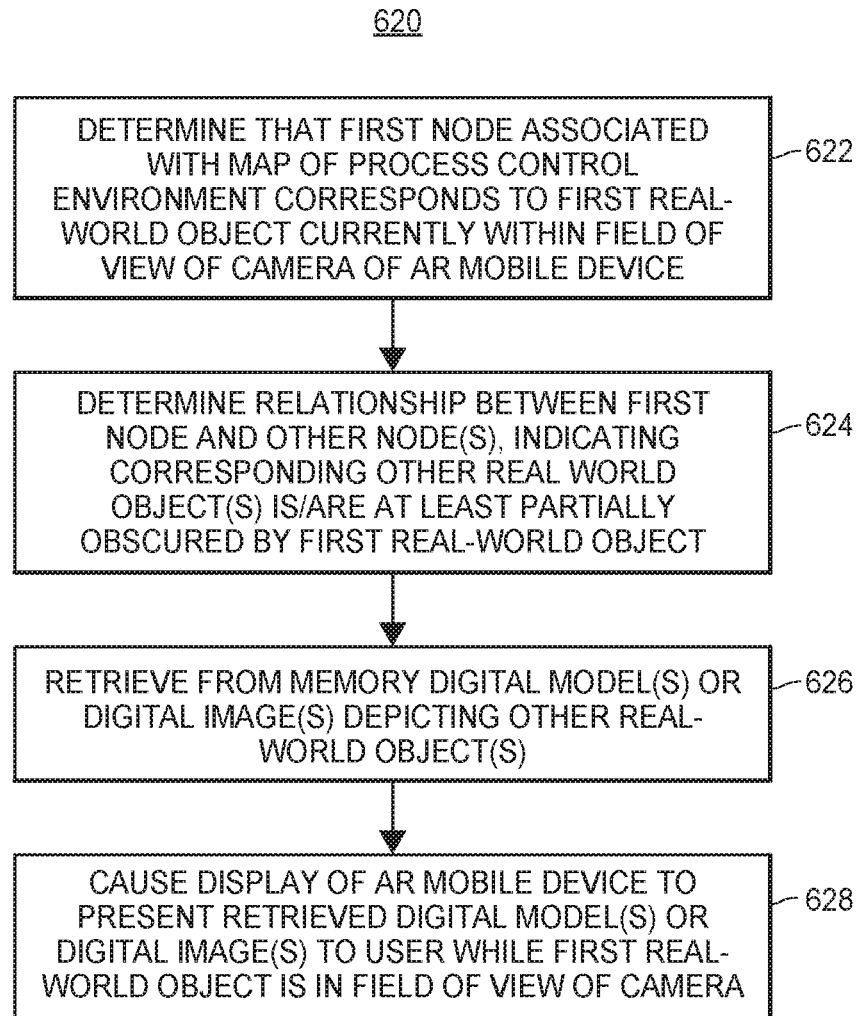 620
DETERMINE THAT FIRST NODE ASSOCIATED
WITH MAP OF PROCESS CONTROL
ENVIRONMENT CORRESPONDS TO FIRST REAL-
WORLD OBJECT CURRENTLY WITHIN FIELD OF
VIEW OF CAMERA OF AR MOBILE DEVICE
622
DETERMINE RELATIONSHIP BETWEEN FIRST
NODE AND OTHER NODE(S), INDICATING
CORRESPONDING OTHER REAL WORLD
OBJECT(S) IS/ARE AT LEAST PARTIALLY
OBSCURED BY FIRST REAL-WORLD OBJECT
624
RETRIEVE FROM MEMORY DIGITAL MODEL(S) OR
DIGITAL IMAGE(S) DEPICTING OTHER REAL-
WORLD OBJECT(S)
626
CAUSE DISPLAY OF AR MOBILE DEVICE TO
PRESENT RETRIEVED DIGITAL MODEL(S) OR
DIGITAL IMAGE(S) TO USER WHILE FIRST REAL-
WORLD OBJECT IS IN FIELD OF VIEW OF CAMERA
628